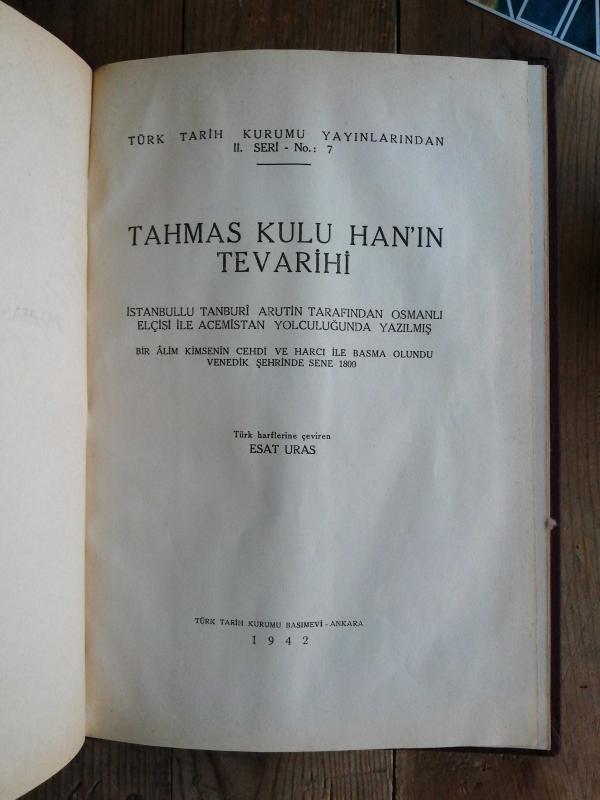 TÜRK TARİH KURUMU YAYINLARINDAN
II. SERİ - No.: 7
TAHMAS KULU HAN'IN
TEVARİHİ
İSTANBULLU TANBURÎ ARUTİN TARAFINDAN OSMANLI
ELÇİSİ İLE ACEMİSTAN YOLCULUĞUNDA YAZILMIŞ
BİR ÂLİM KİMSENİN CEHDİ VE HARCI İLE BASMA OLUNDU
VENEDİK ŞEHRİNDE SENE 1800
Türk harflerine çeviren
ESAT URAS
TÜRK TARİH KURUMU BASIMEVİ - ANKARA
1942